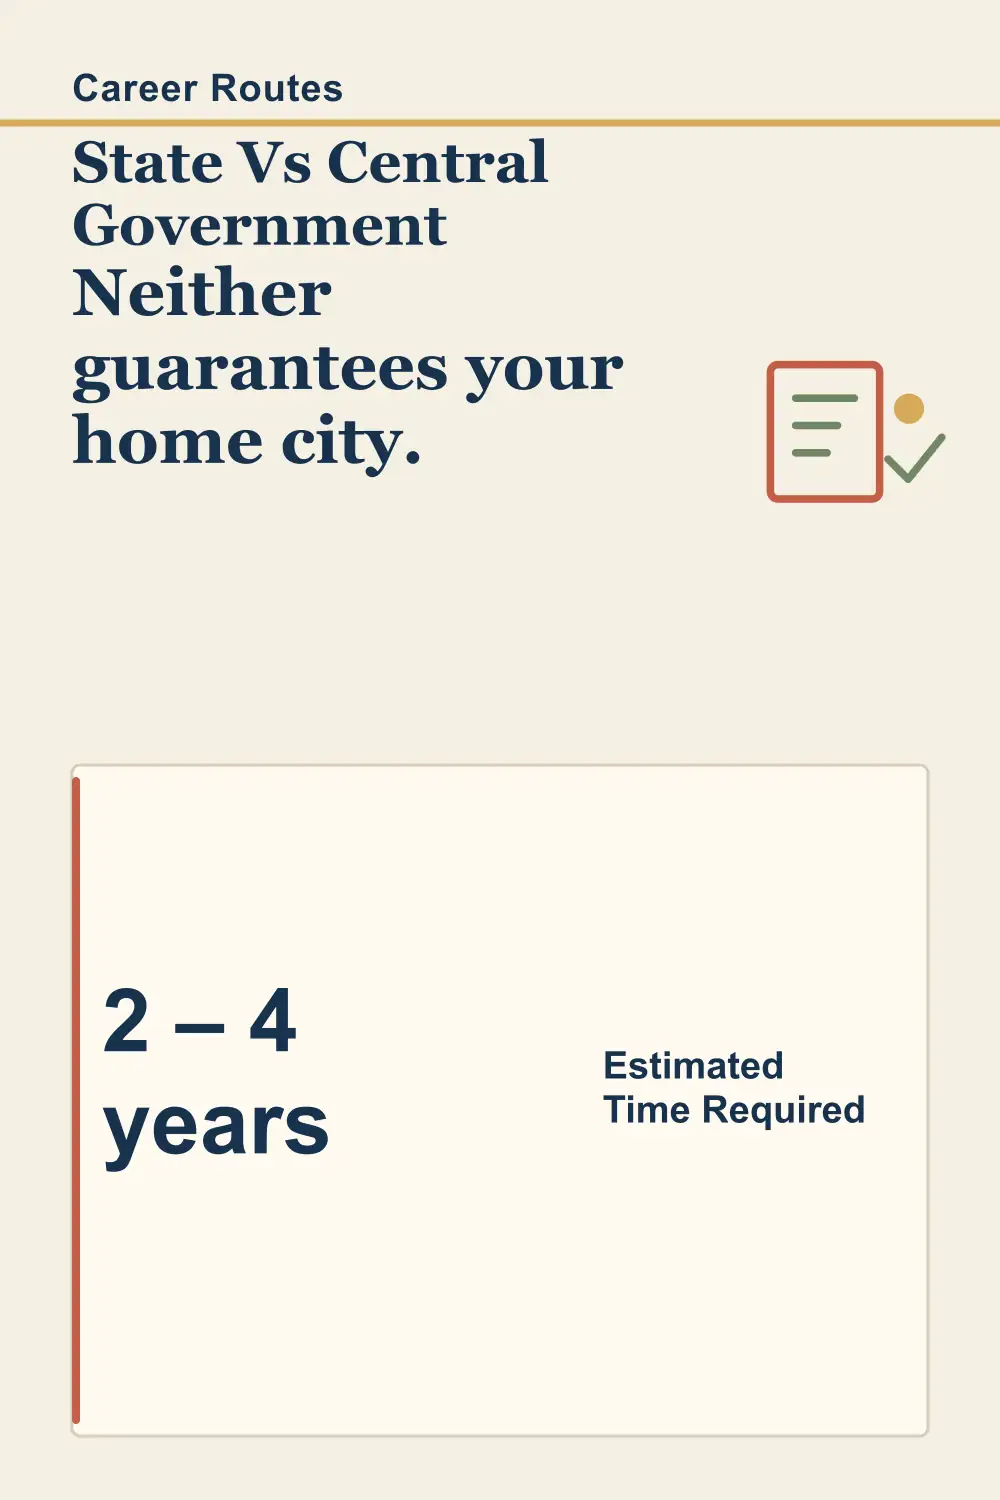 Career Routes
State Vs Central
Government
Neither
guarantees your
home city.
2 – 4
years
Estimated
Time Required